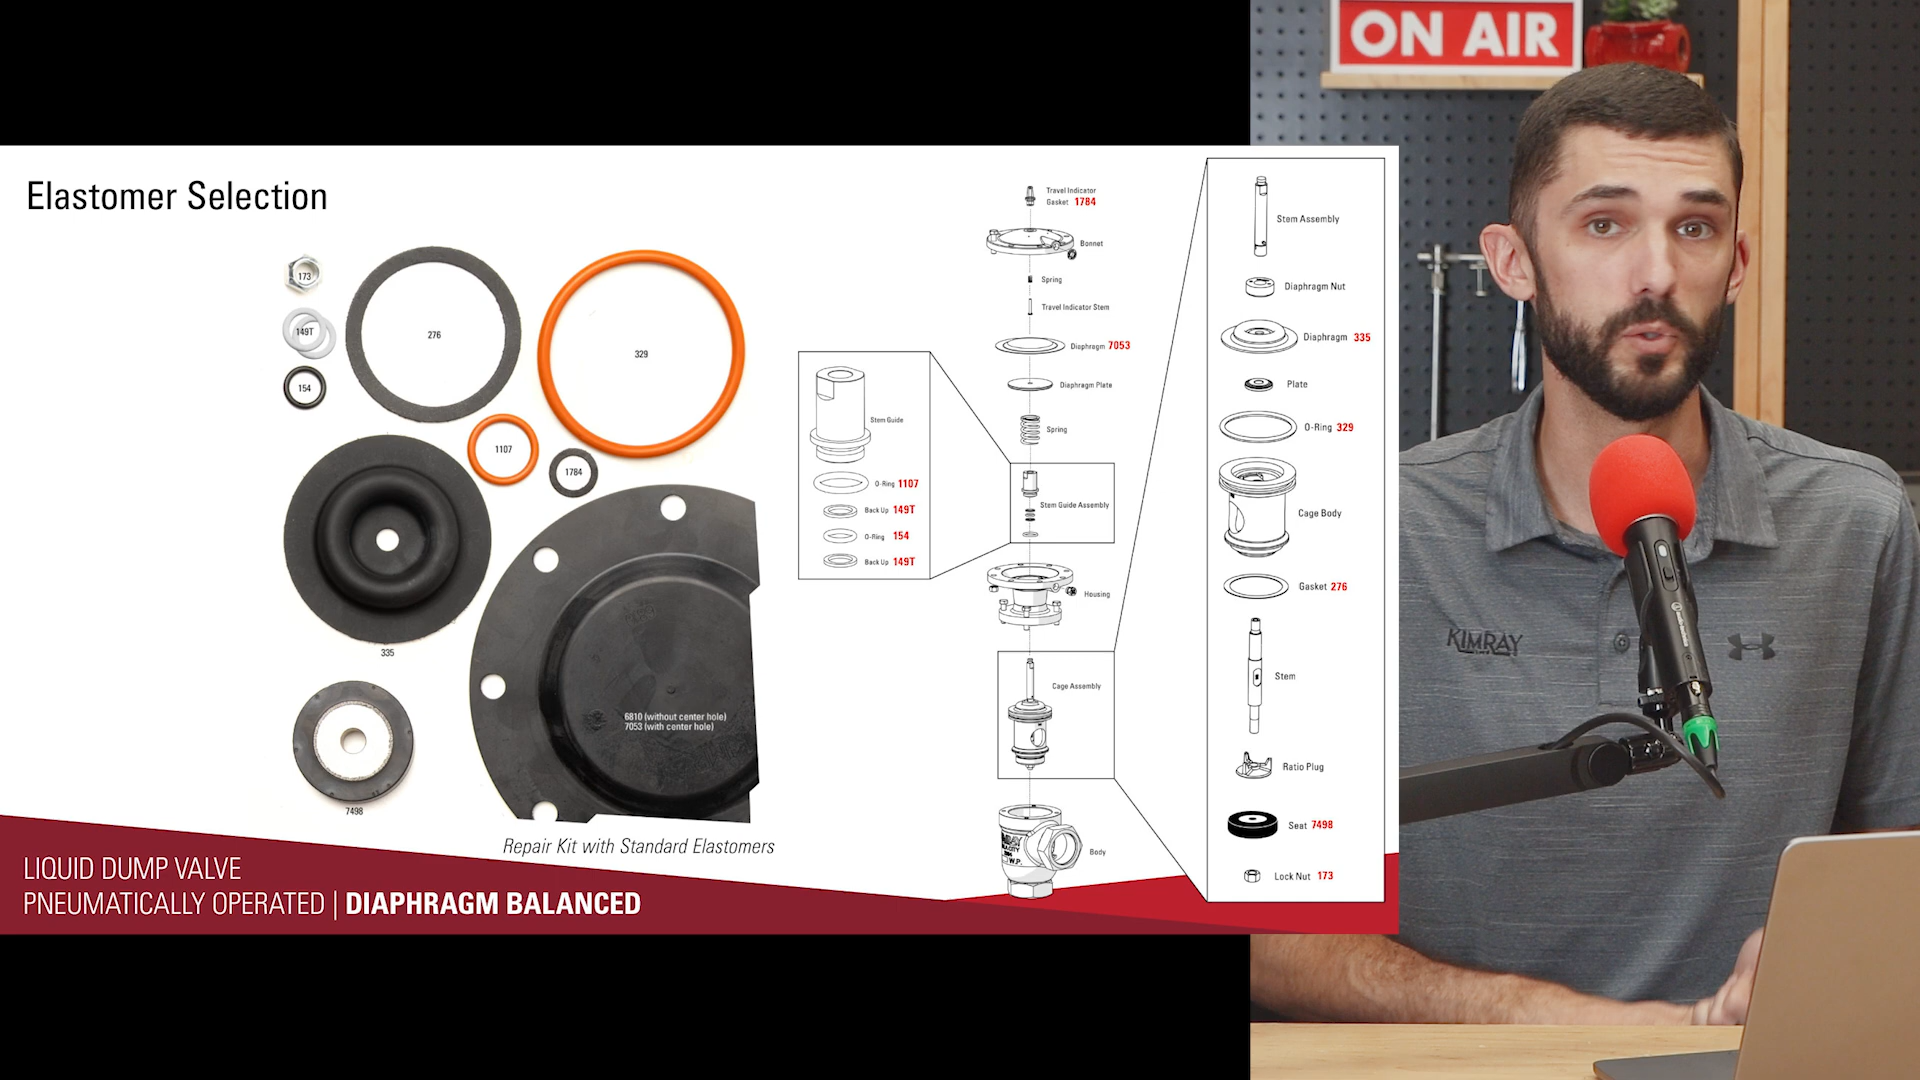 ON AIR
Elastomer Selection
173
149T
154
276
329
1107
1784
335
7498
6810 (without center hole)
7053 (with center hole)
Repair Kit with Standard Elastomers
Stem Guide
O-Ring 1107
Back Up 149T
O-Ring 154
Back Up 149T
Travel Indicator
Gasket 1784
Bonnet
Spring
Travel Indicator Stem
Diaphragm 7053
Diaphragm Plate
Spring
Stem Guide Assembly
Housing
Cage Assembly
Body
Stem Assembly
Diaphragm Nut
Diaphragm 335
Plate
O-Ring 329
Cage Body
Gasket 276
Stem
Ratio Plug
Seat 7498
Lock Nut 173
LIQUID DUMP VALVE
PNEUMATICALLY OPERATED | DIAPHRAGM BALANCED
KIMRAY